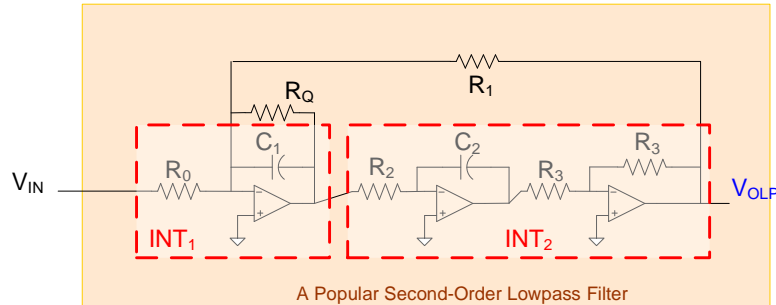 R1
RQ
C1
R0
R2
C2
R3
R3
VIN
VOLP
INT1
INT2
A Popular Second-Order Lowpass Filter